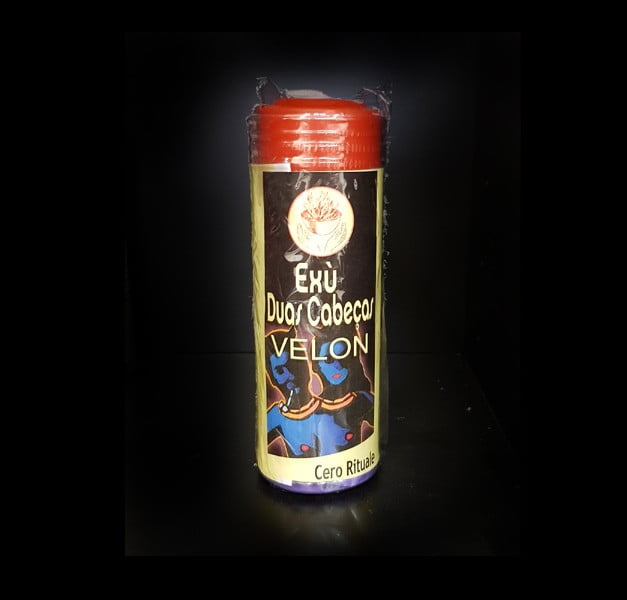 Exù
Duas Cabeças
VELON
Cero Rituale